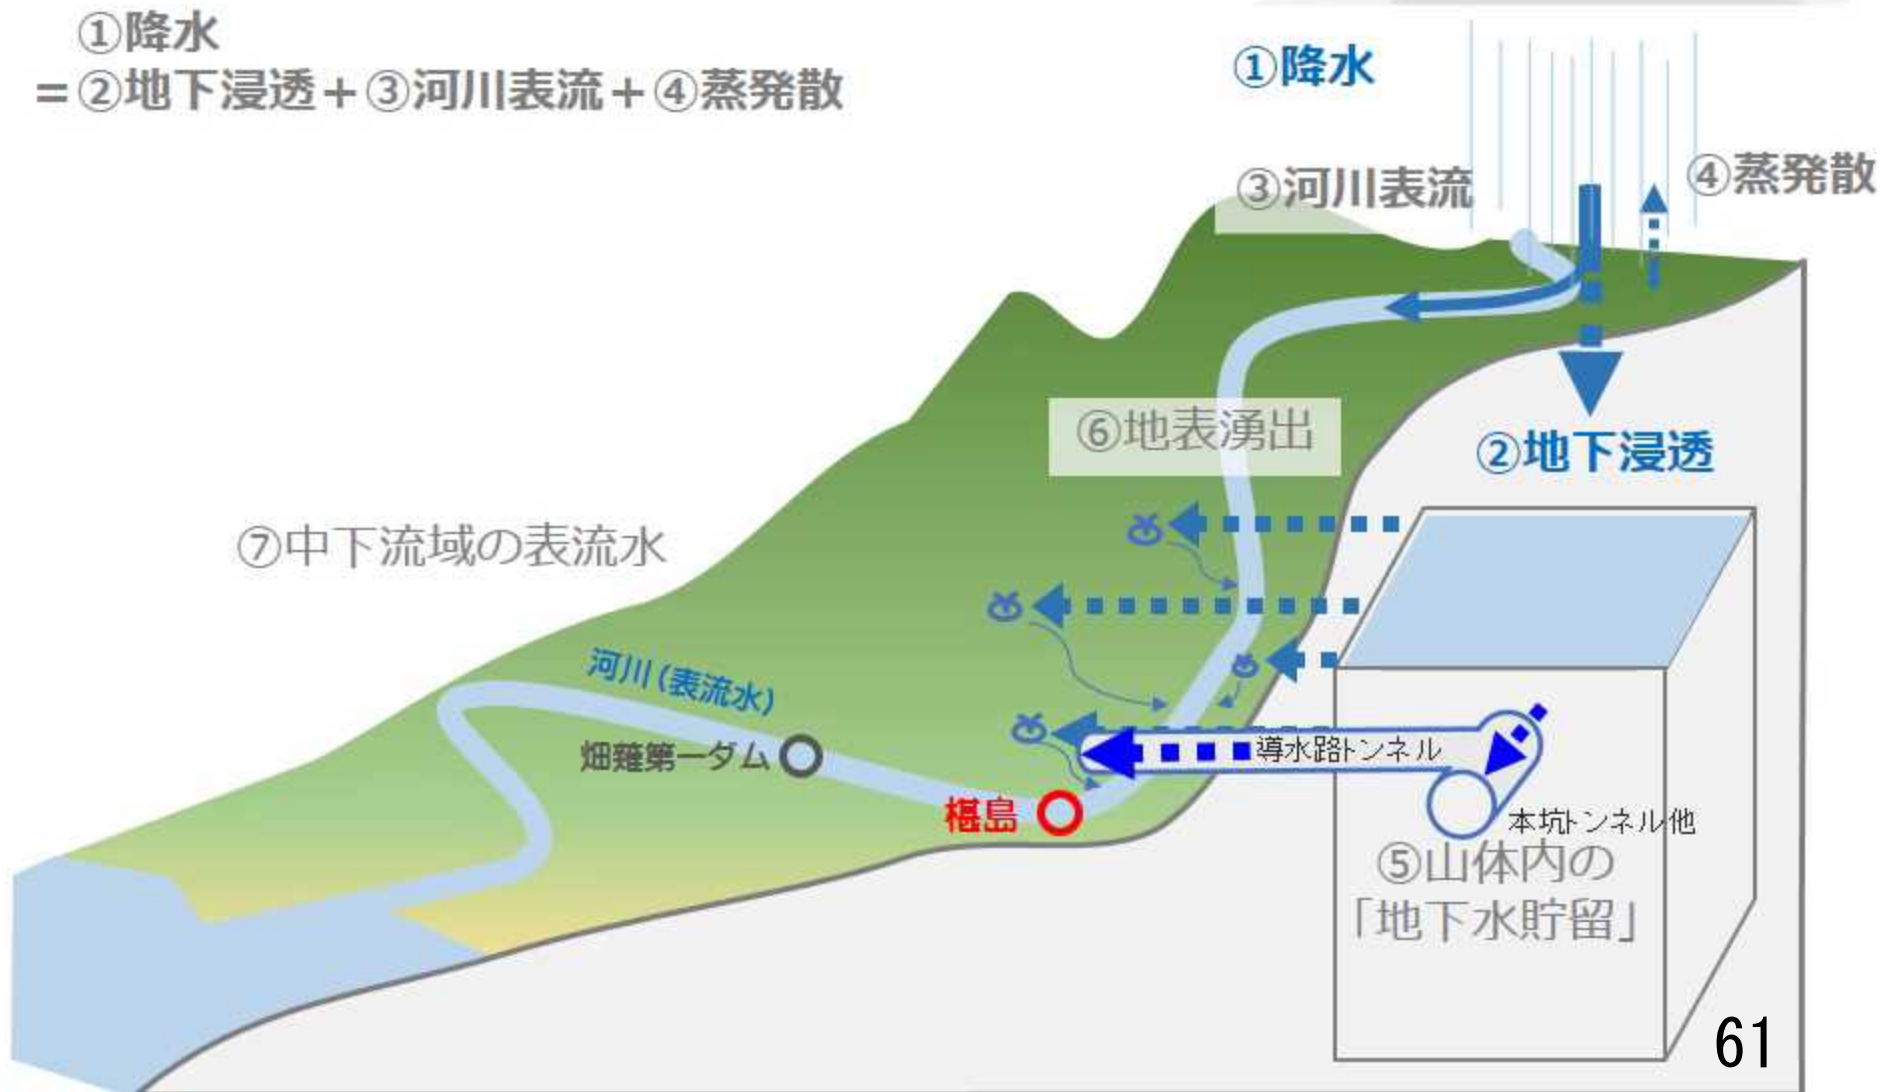 ①降水
=②地下浸透+③河川表流+④蒸発散
①降水
③河川表流
④蒸発散
⑥地表湧出
②地下浸透
⑦中下流域の表流水
河川(表流水)
畑薙第一ダム
椹島
導水路トンネル
本坑トンネル他
⑤山体内の
「地下水貯留」
61